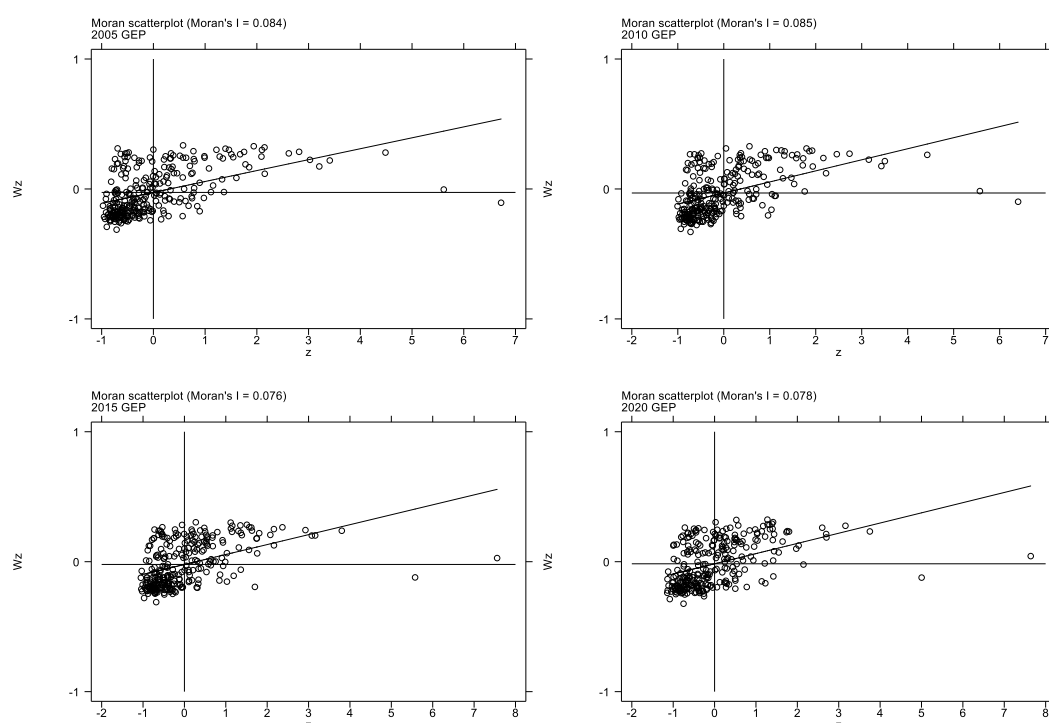 Moran scatterplot (Moran's I = 0.084)
2005 GEP
1
0
-1
Wz
-1 0 1 2 3 4 5 6 7
z
Moran scatterplot (Moran's I = 0.085)
2010 GEP
1
0
-1
Wz
-2 -1 0 1 2 3 4 5 6 7
z
Moran scatterplot (Moran's I = 0.076)
2015 GEP
1
0
-1
Wz
-2 -1 0 1 2 3 4 5 6 7 8
Moran scatterplot (Moran's I = 0.078)
2020 GEP
1
0
-1
Wz
-2 -1 0 1 2 3 4 5 6 7 8